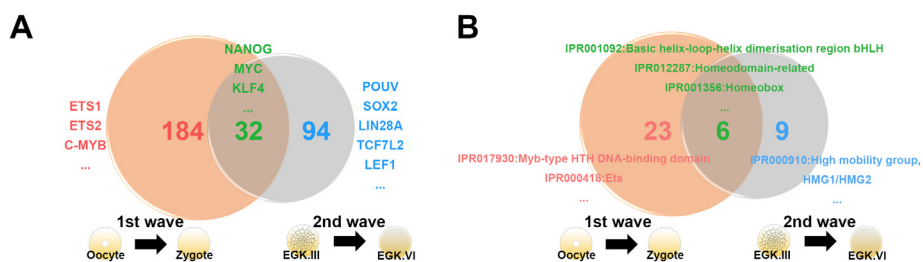 A
NANOG
MYC
KLF4
...
ETS1
ETS2
C-MYB
...
184
32
94
POUV
SOX2
LIN28A
TCF7L2
LEF1
...
1st wave
Oocyte
Zygote
2nd wave
EGK.III
EGK.VI
B
IPR001092:Basic helix-loop-helix dimerisation region bHLH
IPR012287:Homeodomain-related
IPR001356:Homeobox
...
23
6
9
IPR017930:Myb-type HTH DNA-binding domain
IPR000418:Ets
...
IPR000910:High mobility group,
HMG1/HMG2
...
1st wave
Oocyte
Zygote
2nd wave
EGK.III
EGK.VI